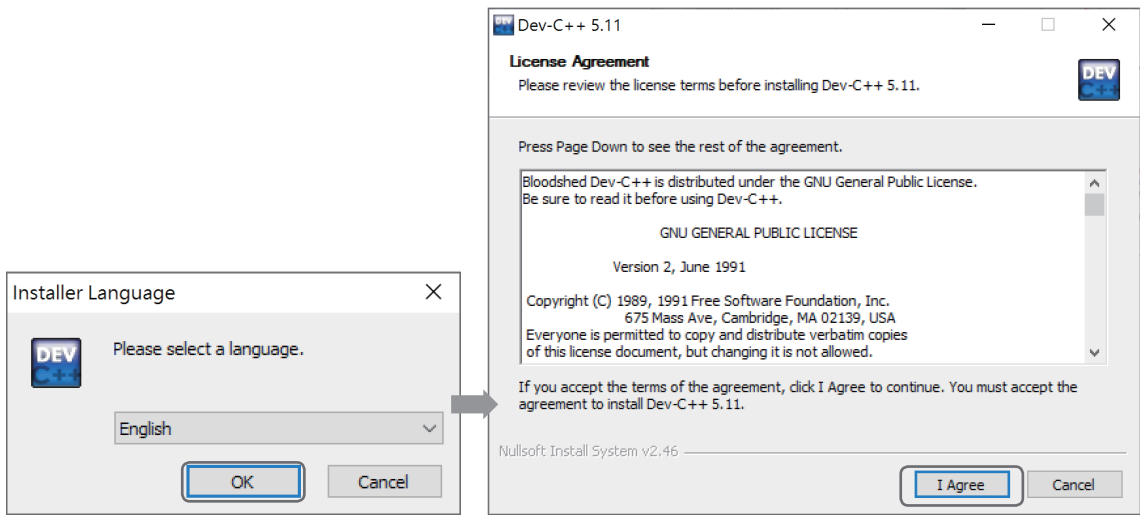 Installer Language
DEV
C++
Please select a language.
English
OK
Cancel
DEV
Dev-C++ 5.11
License Agreement
Please review the license terms before installing Dev-C++ 5.11.
DEV
C++
Press Page Down to see the rest of the agreement.
Bloodshed Dev-C++ is distributed under the GNU General Public License.
Be sure to read it before using Dev-C++.
GNU GENERAL PUBLIC LICENSE
Version 2, June 1991
Copyright (C) 1989, 1991 Free Software Foundation, Inc.
675 Mass Ave, Cambridge, MA 02139, USA
Everyone is permitted to copy and distribute verbatim copies
of this license document, but changing it is not allowed.
If you accept the terms of the agreement, click I Agree to continue. You must accept the
agreement to install Dev-C++ 5.11.
Nullsoft Install System v2.46
I Agree
Cancel